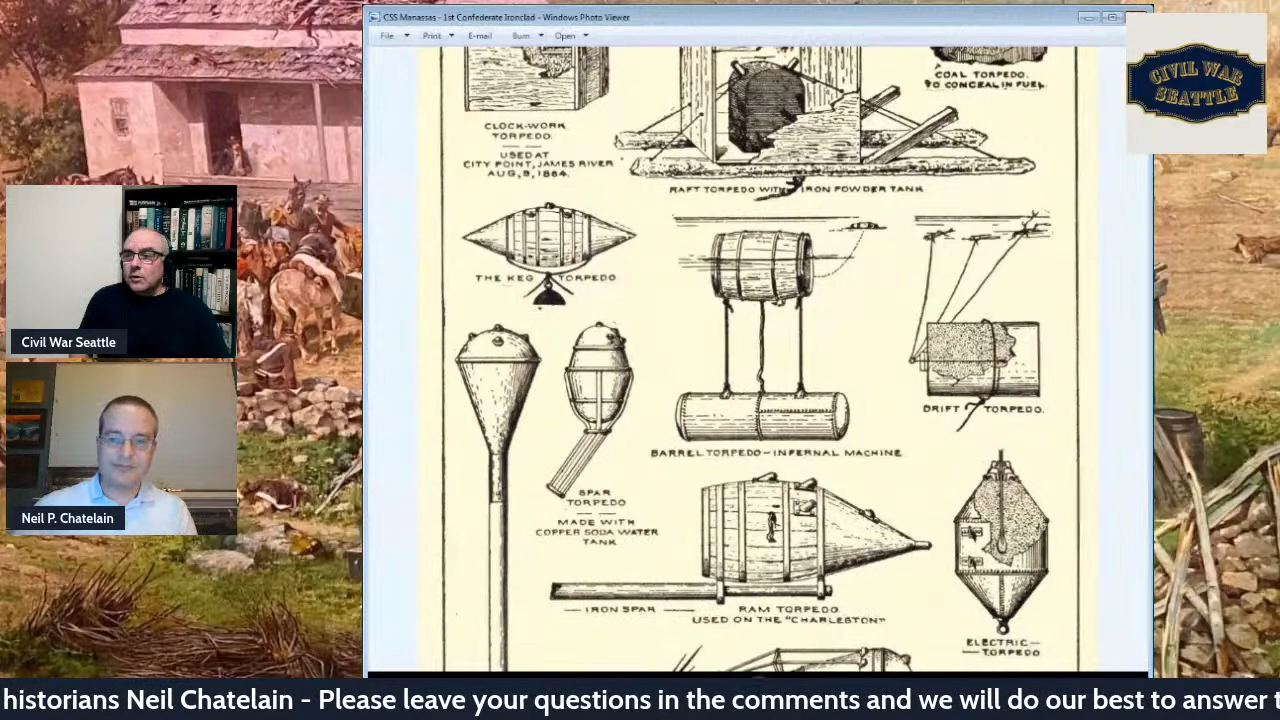 CSS Manassas - 1st Confederate Ironclad - Windows Photo Viewer
File Print E-mail Burn Open
CIVIL WAR
SEATTLE
COAL TORPEDO.
TO CONCEAL IN FUEL.
CLOCK-WORK
TORPEDO.
USED AT
CITY POINT, JAMES RIVER
AUG, 9, 1864.
RAFT TORPEDO WITH IRON POWDER TANK
THE KEG TORPEDO
DRIFT TORPEDO.
BARREL TORPEDO-INFERNAL MACHINE
SPAR
TORPEDO
MADE WITH
COPPER SODA WATER
TANK
IRON SPAR
RAM TORPEDO
USED ON THE "CHARLESTON"
ELECTRIC-
TORPEDO
Civil War Seattle
Neil P. Chatelain
historians Neil Chatelain - Please leave your questions in the comments and we will do our best to answer